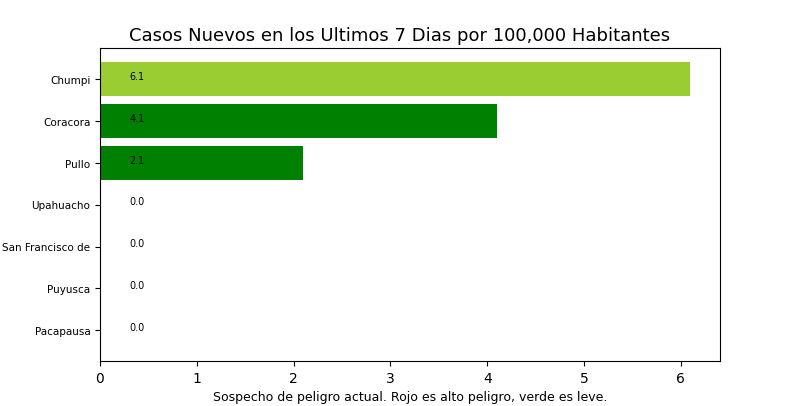 Casos Nuevos en los Ultimos 7 Dias por 100,000 Habitantes
Chumpi 6.1
Coracora 4.1
Pullo 2.1
Upahuacho 0.0
San Francisco de 0.0
Puyusca 0.0
Pacapausa 0.0
0 1 2 3 4 5 6
Sospecho de peligro actual. Rojo es alto peligro, verde es leve.